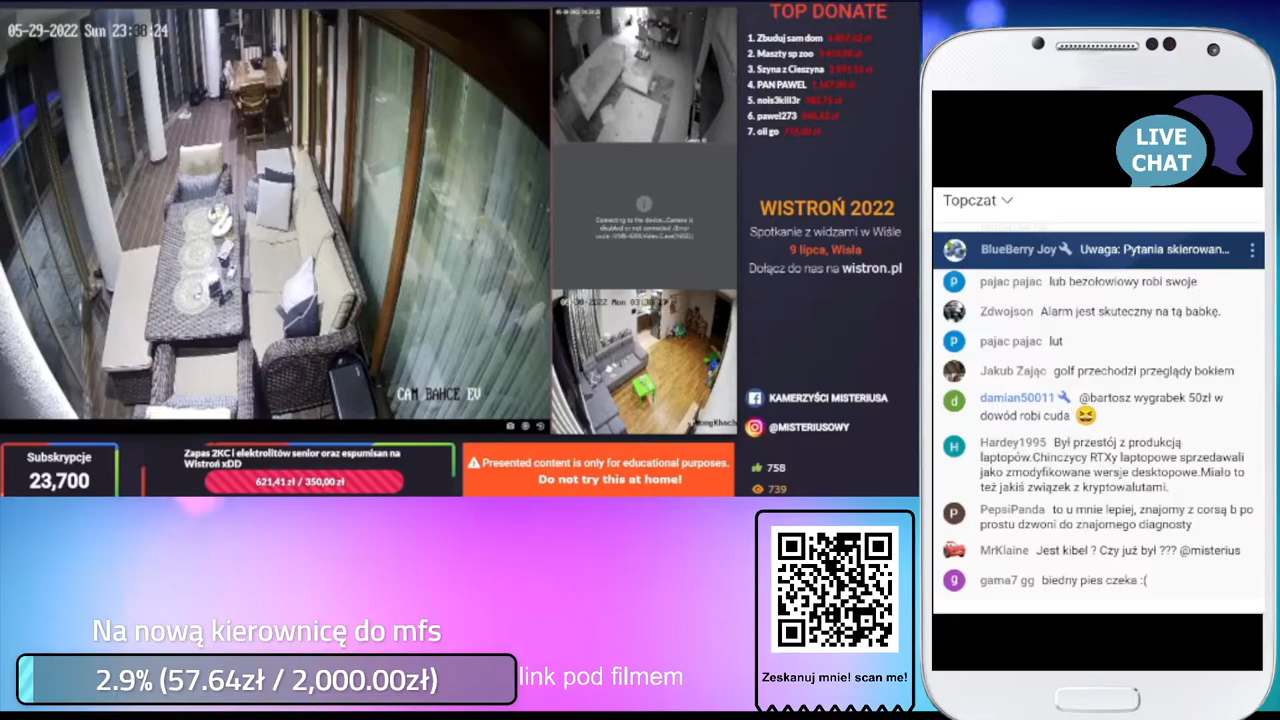 05-29-2022 Sun 23:38:24
CAM BAHCE EV
05-30-2022 Mon 03:38:
TOP DONATE
1. Zbuduj sam dom
2. Maszty sp zoo
3. Szyna z Cieszyna
4. PAN PAWEL
5. nois3kill3r
6. pawel273
7. oli go
WISTROŃ 2022
Spotkanie z widzami w Wiśle
9 lipca, Wisła
Dołącz do nas na wistron.pl
KAMERZYŚCI MISTERIUSA
@MISTERIUSOWY
758
739
Subskrypcje
23,700
Zapas 2KC i elektrolitów senior oraz espumisan na
Wistroń xDD
621,41 zł / 350,00 zł
Presented content is only for educational purposes.
Do not try this at home!
Na nową kierownicę do mfs
2.9% (57.64zł / 2,000.00zł)
link pod filmem
Zeskanuj mnie! scan me!
LIVE
CHAT
Topczat
BlueBerry Joy Uwaga: Pytania skierowan...
pajac pajac lub bezołowiowy robi swoje
Zdwojson Alarm jest skuteczny na tą babkę.
pajac pajac lut
Jakub Zając golf przechodzi przeglądy bokiem
damian50011 @bartosz wygrabek 50zł w
dowód robi cuda
Hardey1995 Był przestój z produkcją
laptopów.Chinczycy RTXy laptopowe sprzedawali
jako zmodyfikowane wersje desktopowe.Miało to
też jakiś związek z kryptowalutami.
PepsiPanda to u mnie lepiej, znajomy z corsą b po
prostu dzwoni do znajomego diagnosty
MrKlaine Jest kibel ? Czy już był ??? @misterius
gama7 gg biedny pies czeka :(